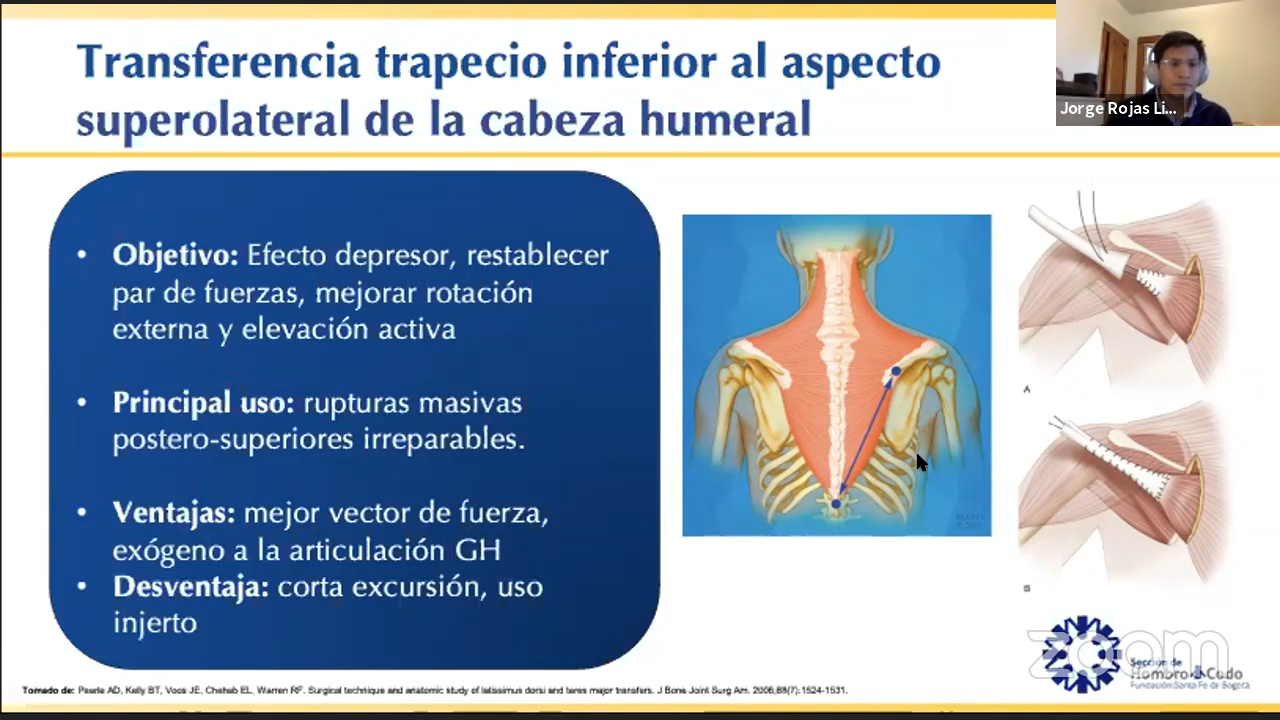 Transferencia trapecio inferior al aspecto
superolateral de la cabeza humeral
Jorge Rojas Li...
• Objetivo: Efecto depresor, restablecer
par de fuerzas, mejorar rotación
externa y elevación activa
• Principal uso: rupturas masivas
postero-superiores irreparables.
• Ventajas: mejor vector de fuerza,
exógeno a la articulación GH
• Desventaja: corta excursión, uso
injerto
A
B
zoom
Sección de
Hombro & Codo
Fundación Santa Fe de Bogotá
Tomado de: Pearle AD, Kelly BT, Voos JE, Chehab EL, Warren RF. Surgical technique and anatomic study of latissimus dorsi and teres major transfers. J Bone Joint Surg Am. 2006;88(7):1524-1531.